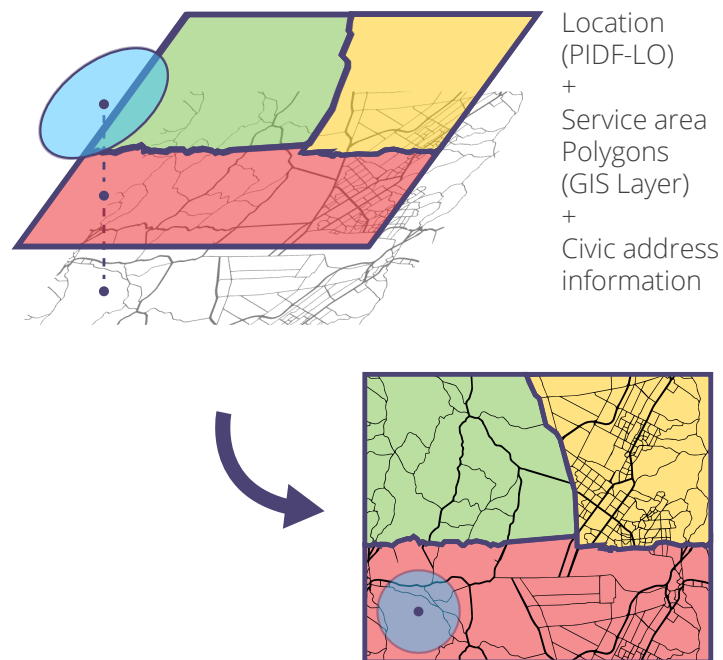 Location
(PIDF-LO)
+
Service area
Polygons
(GIS Layer)
+
Civic address
information